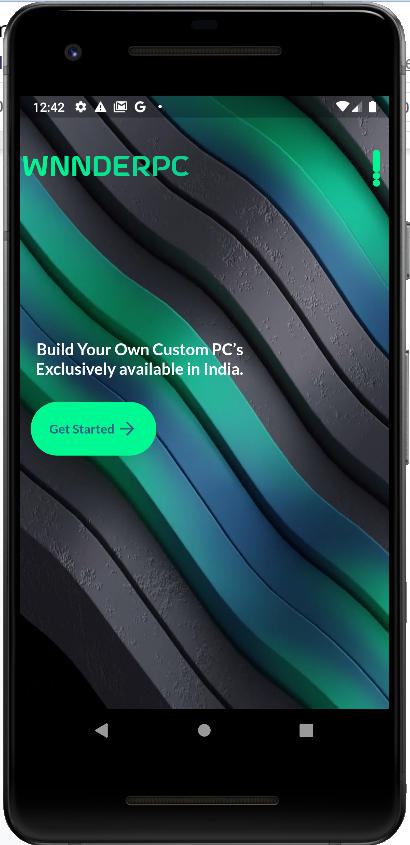 12:42 G
WNNDERPC
Build Your Own Custom PC's
Exclusively available in India.
Get Started →